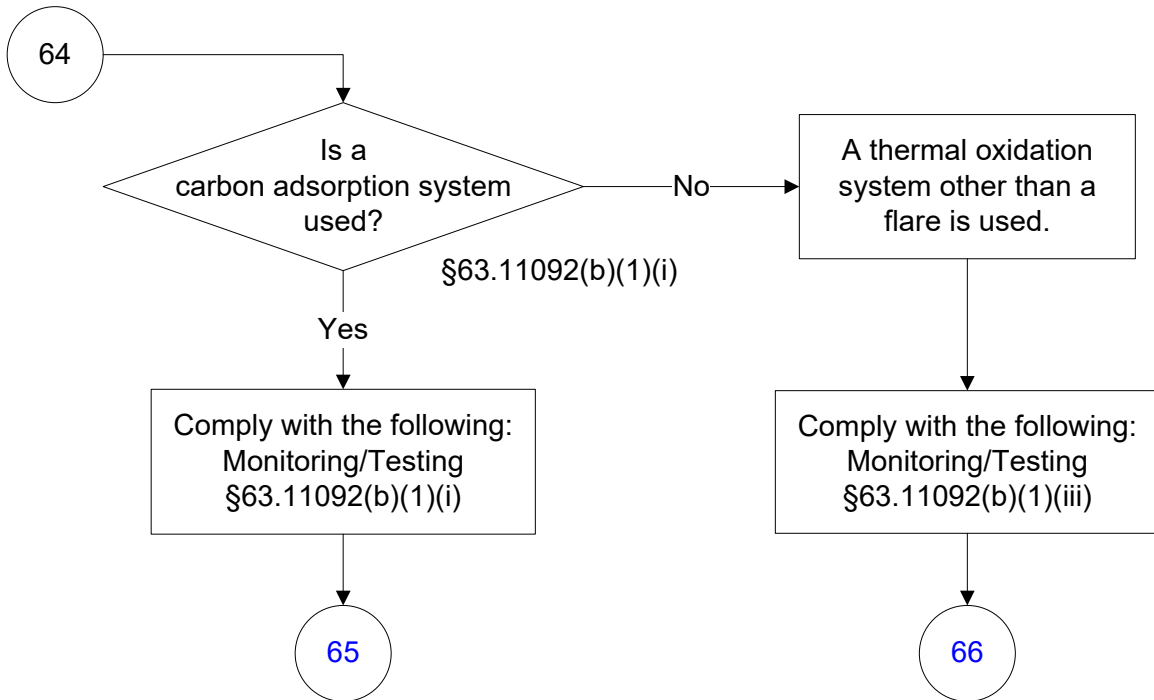 64
Is a
carbon adsorption system
used?
No
A thermal oxidation
system other than a
flare is used.
§63.11092(b)(1)(i)
Yes
Comply with the following:
Monitoring/Testing
§63.11092(b)(1)(i)
Comply with the following:
Monitoring/Testing
§63.11092(b)(1)(iii)
65
66